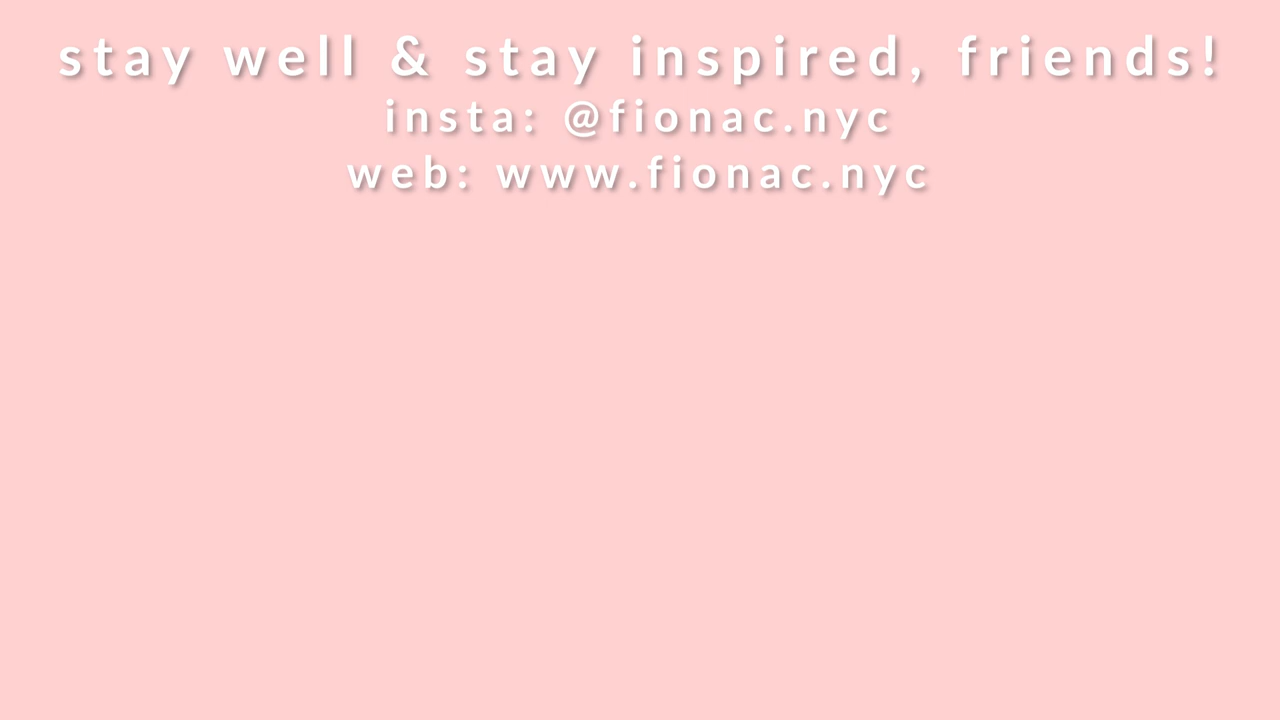 stay well & stay inspired, friends!
insta: @fionac.nyc
web: www.fionac.nyc